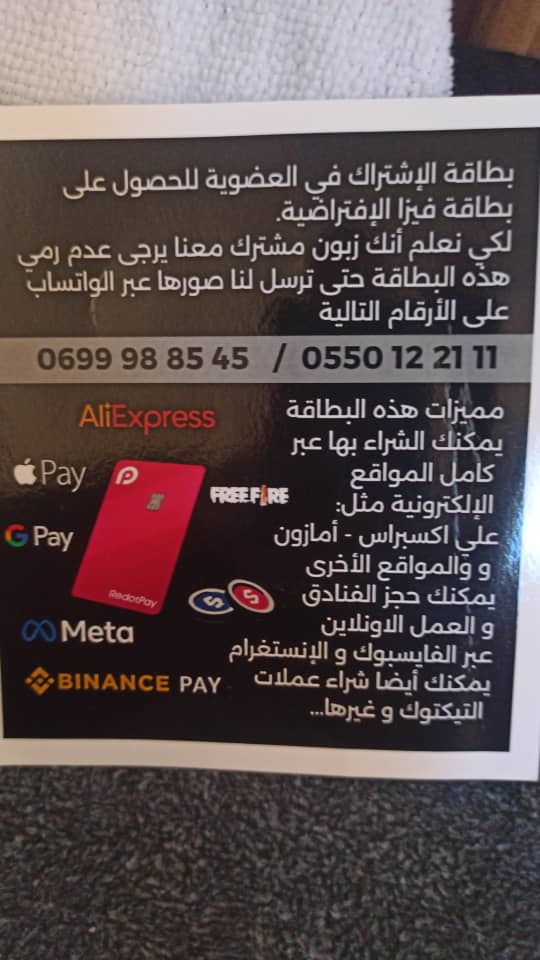 بطاقة الإشتراك في العضوية للحصول على
بطاقة فيزا الإفتراضية.
لكي نعلم أنك زبون مشترك معنا يرجى عدم رمي
هذه البطاقة حتى ترسل لنا صورها عبر الواتساب
على الأرقام التالية
0699 98 85 45 / 0550 12 21 11
مميزات هذه البطاقة
يمكنك الشراء بها عبر
كامل المواقع
الإلكترونية مثل:
علي اكسبراس - أمازون
و والمواقع الأخرى
يمكنك حجز الفنادق
و العمل الاونلاين
عبر الفايسبوك و الإنستغرام
يمكنك أيضا شراء عملات
التيكتوك و غيرها...
AliExpress
Pay
FREE FIRE
G Pay
RedotPay
S S
Meta
BINANCE PAY